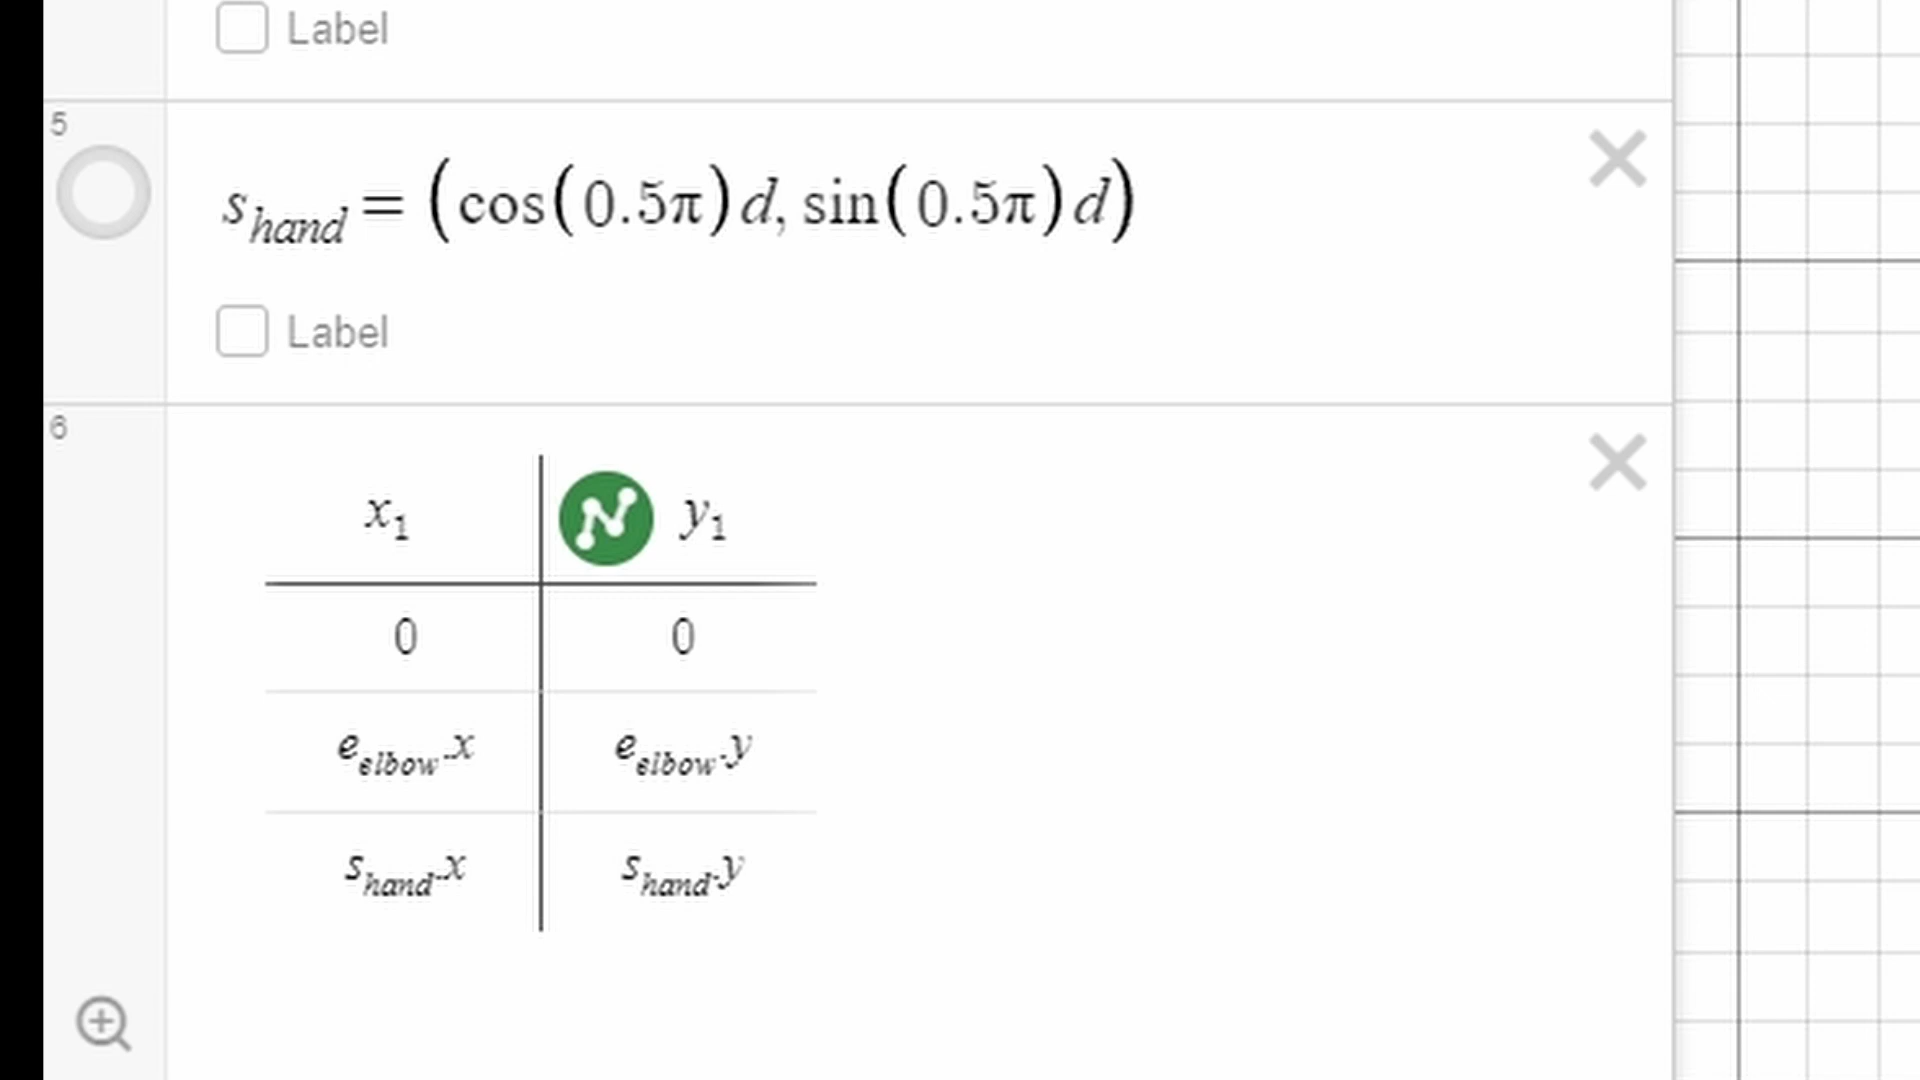 Label
5
s_hand = (cos(0.5π)d, sin(0.5π)d)
Label
6
x₁ y₁
0 0
e_elbow.x e_elbow.y
s_hand.x s_hand.y